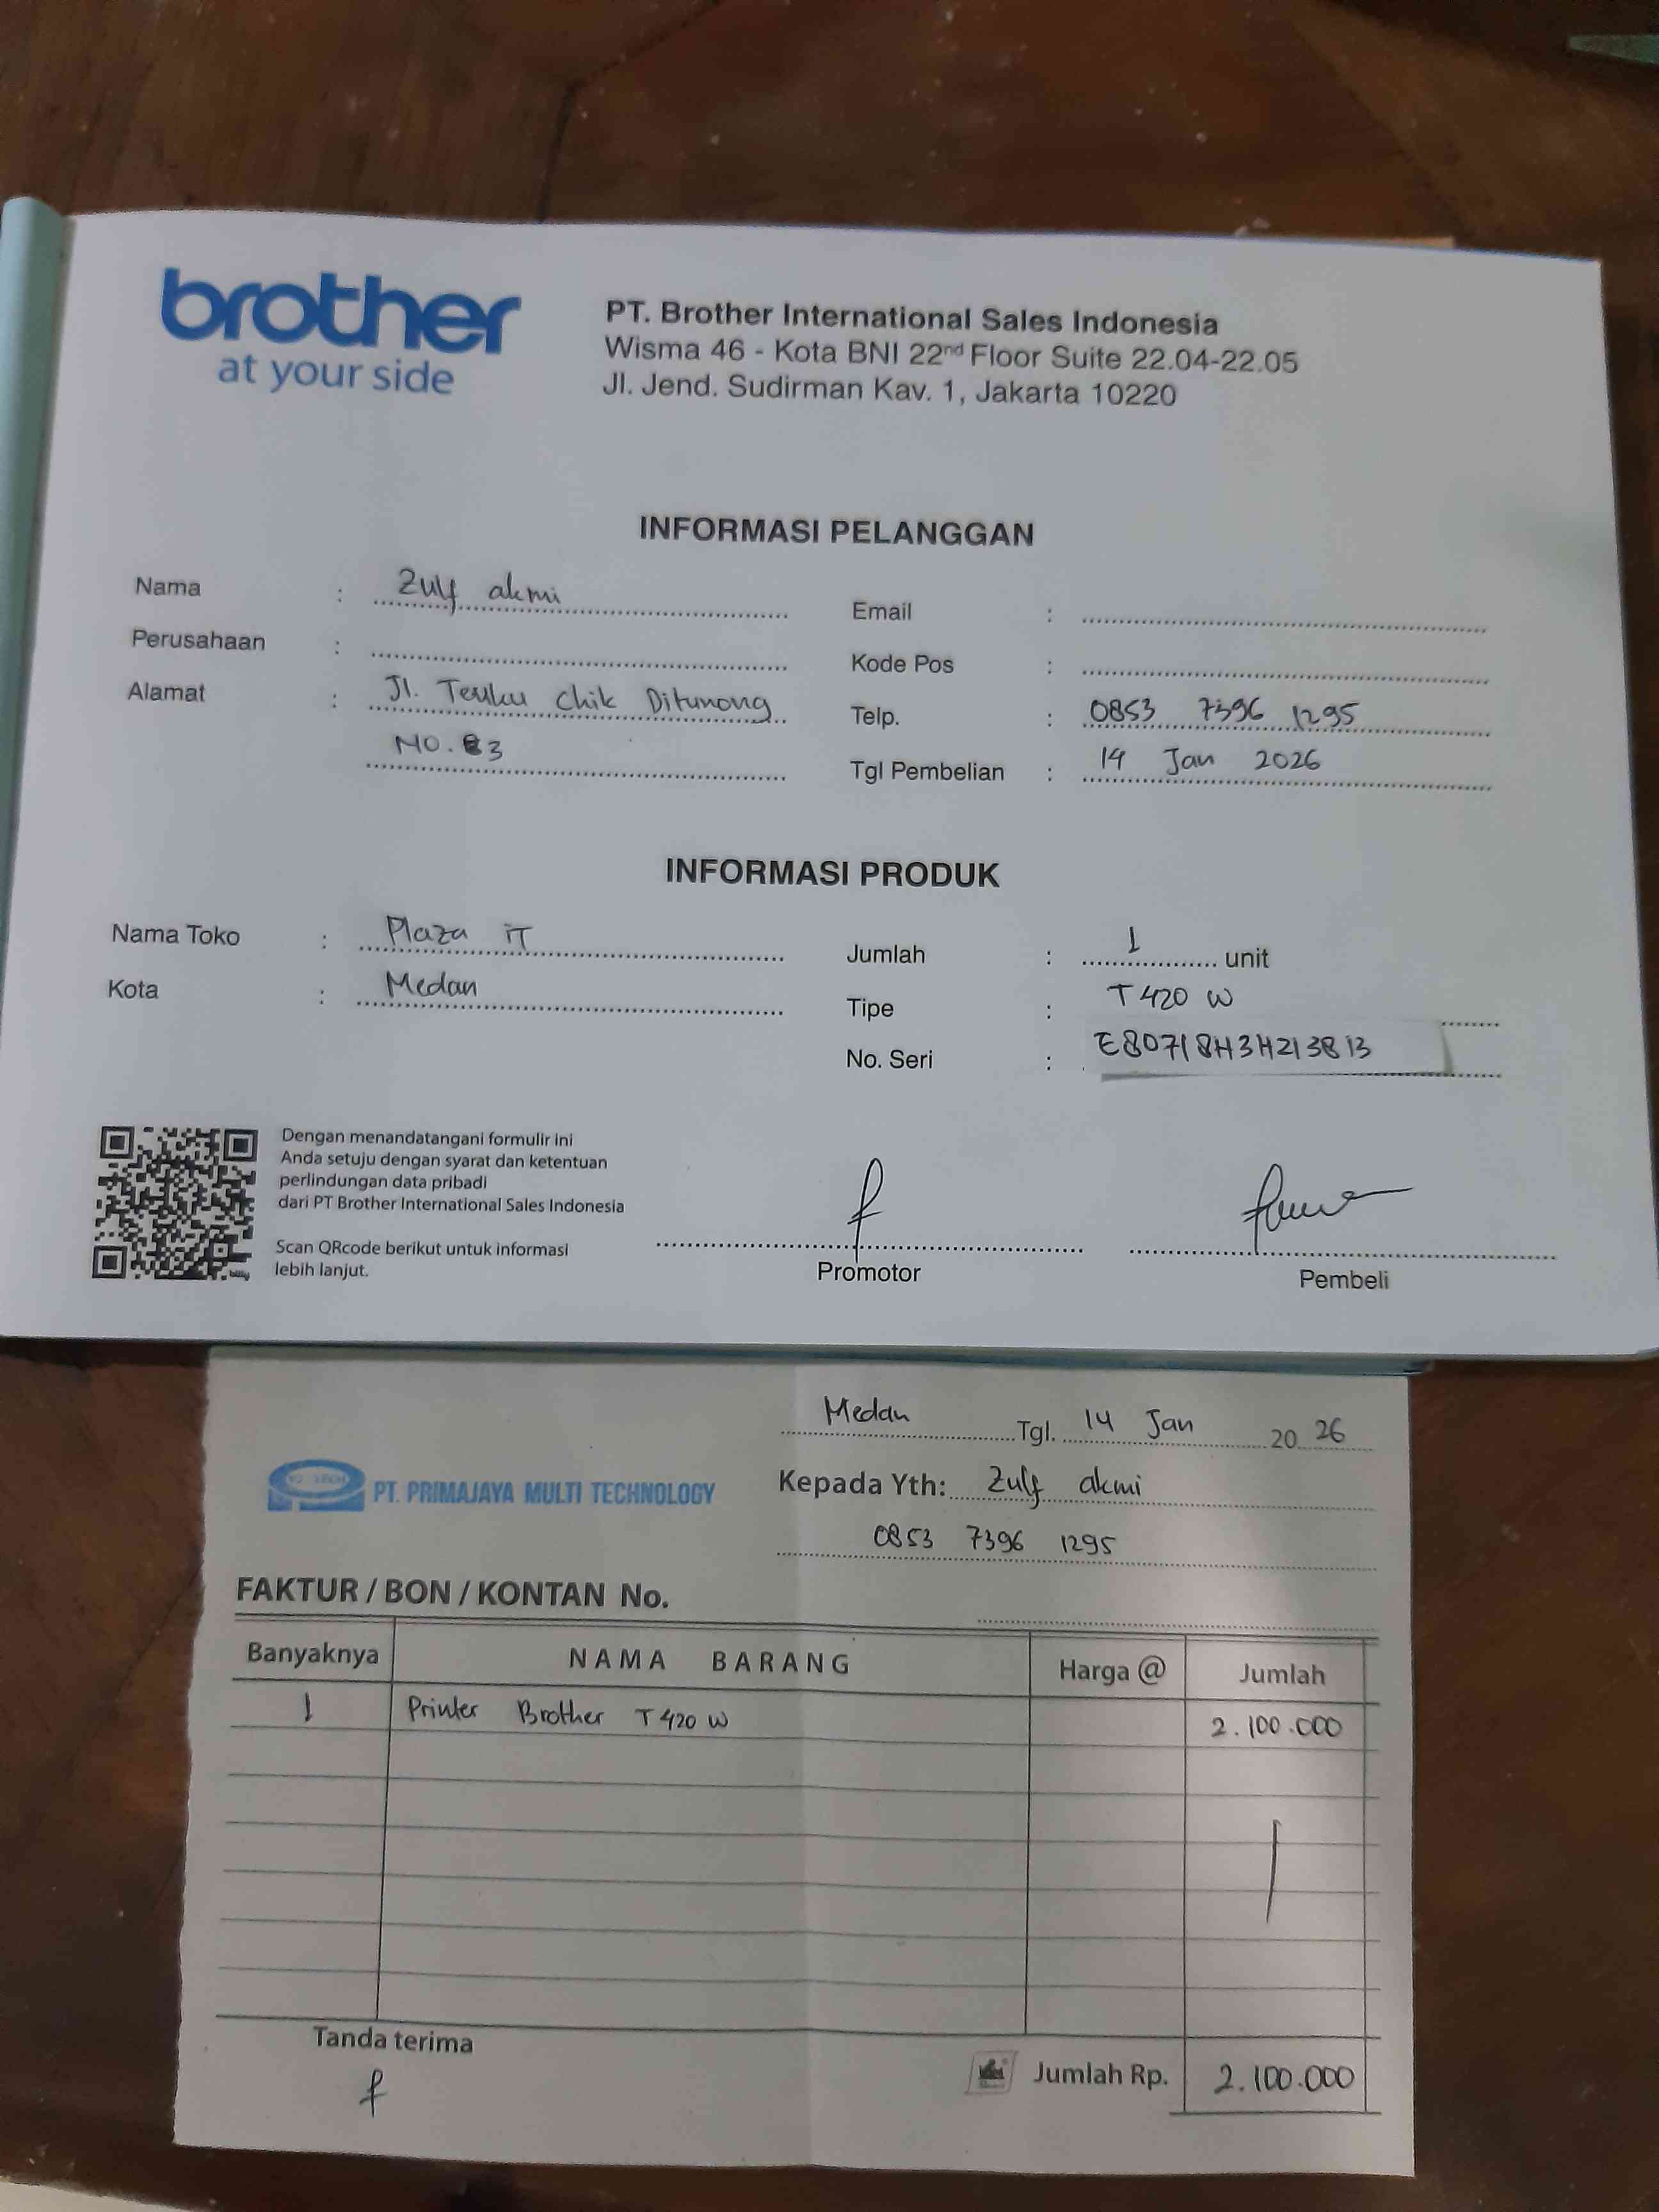 brother
at your side
PT. Brother International Sales Indonesia
Wisma 46 - Kota BNI 22nd Floor Suite 22.04-22.05
Jl. Jend. Sudirman Kav. 1, Jakarta 10220
INFORMASI PELANGGAN
Nama : Zulf akmi
Perusahaan :
Alamat : Jl. Teuku Chik Ditunong
No. 83
Email :
Kode Pos :
Telp. : 0853 7396 1295
Tgl Pembelian : 14 Jan 2026
INFORMASI PRODUK
Nama Toko : Plaza iT
Kota : Medan
Jumlah : 1 unit
Tipe : T420 W
No. Seri : E80718H3H213813
Dengan menandatangani formulir ini
Anda setuju dengan syarat dan ketentuan
perlindungan data pribadi
dari PT Brother International Sales Indonesia
Scan QRcode berikut untuk informasi
lebih lanjut.
Promotor
Pembeli
Medan Tgl. 14 Jan 20 26
PT. PRIMAJAYA MULTI TECHNOLOGY
Kepada Yth: Zulf akmi
0853 7396 1295
FAKTUR / BON / KONTAN No.
Banyaknya NAMA BARANG Harga @ Jumlah
1 Printer Brother T420 W 2.100.000
Tanda terima
Jumlah Rp. 2.100.000